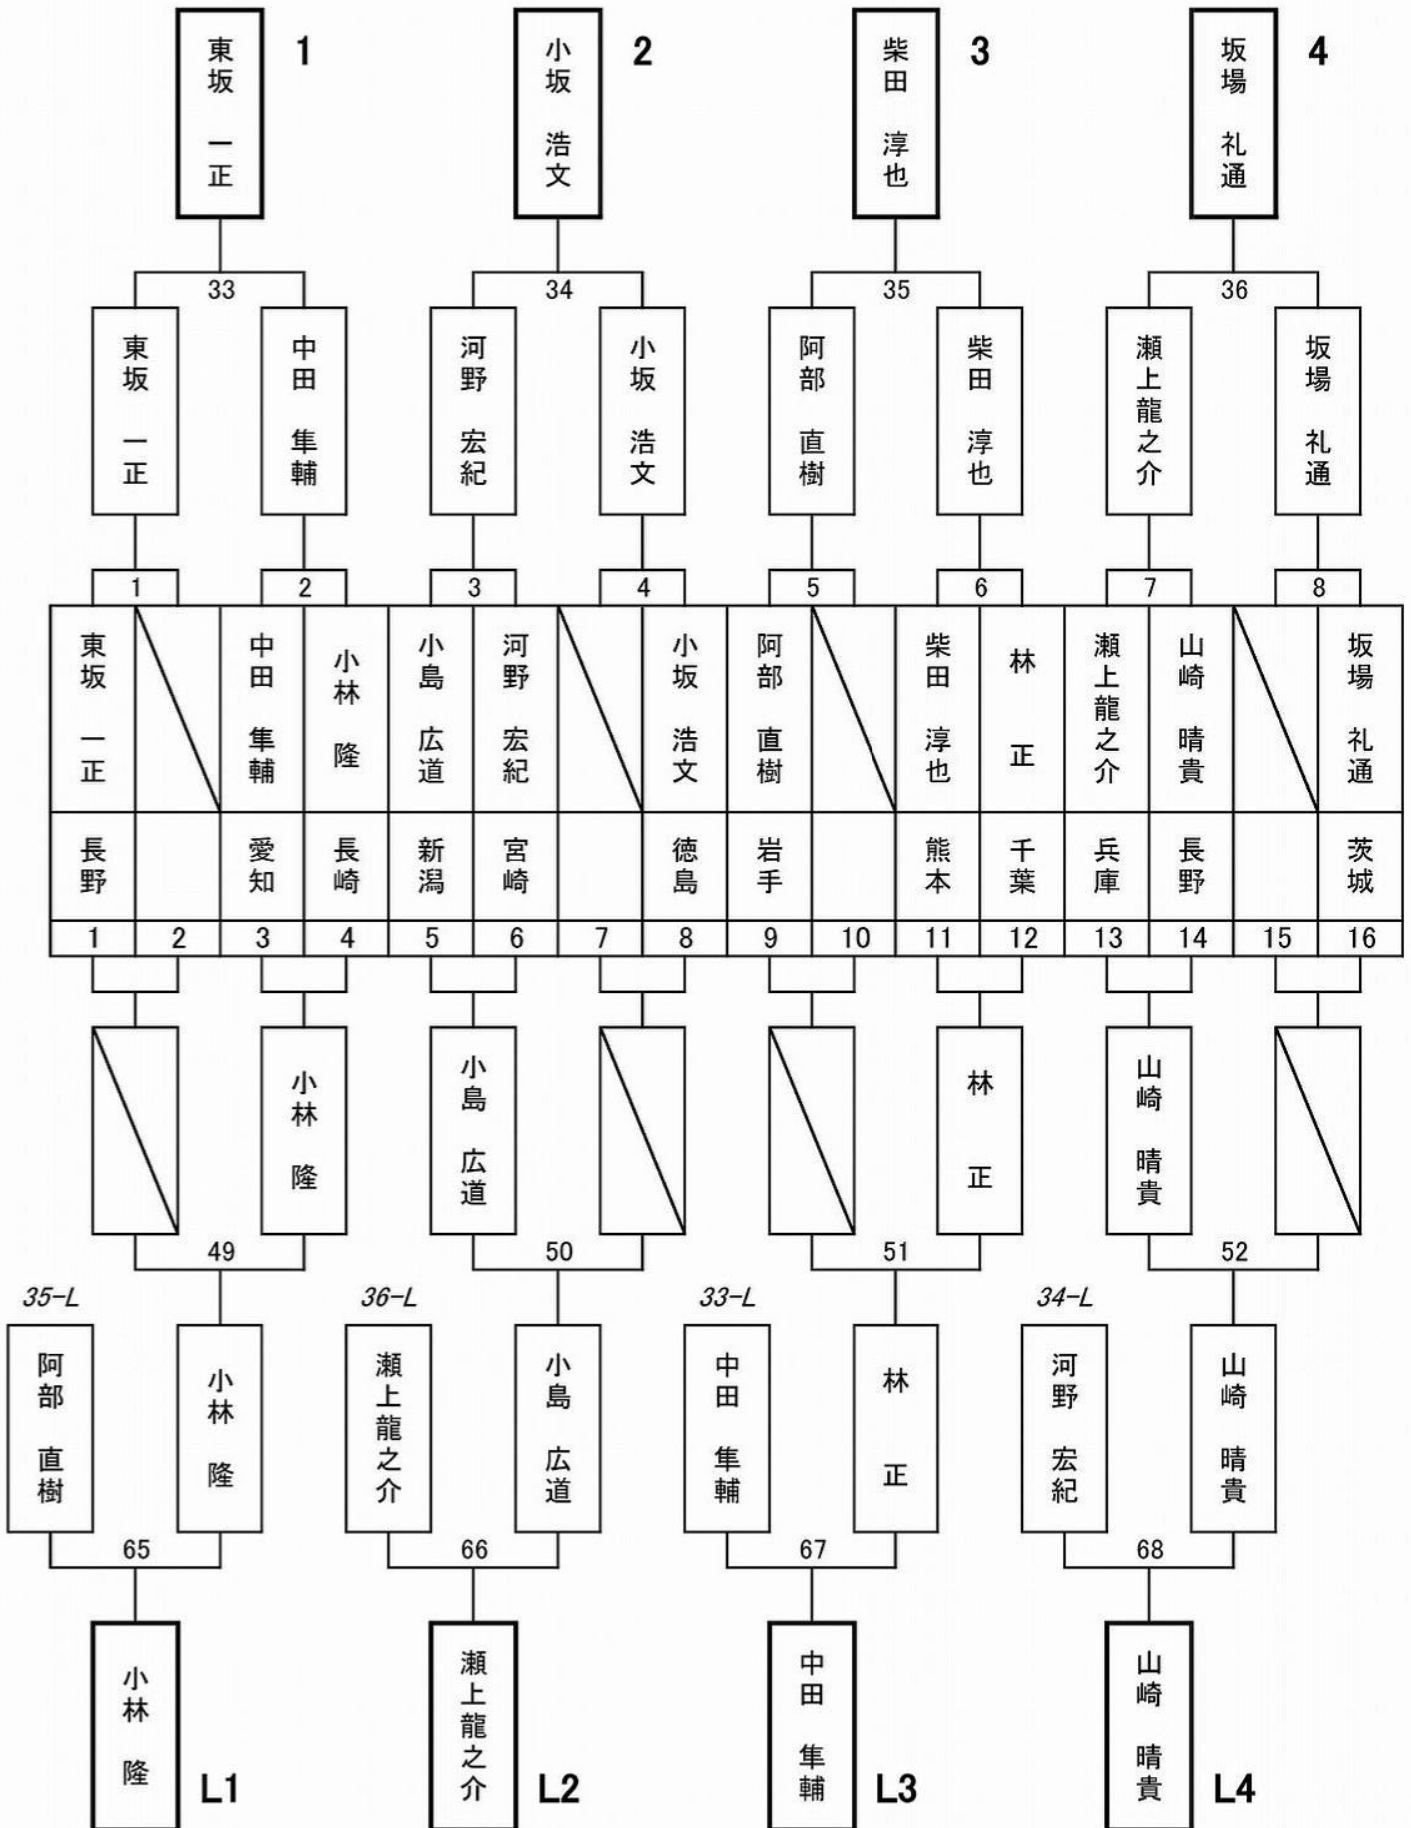 東坂 一正 1
小坂 浩文 2
柴田 淳也 3
坂場 礼通 4
33
34
35
36
東坂 一正
中田 隼輔
河野 宏紀
小坂 浩文
阿部 直樹
柴田 淳也
瀬上龍之介
坂場 礼通
1
2
3
4
5
6
7
8
東坂 一正
中田 隼輔
小林 隆
小島 広道
河野 宏紀
小坂 浩文
阿部 直樹
柴田 淳也
林 正
瀬上龍之介
山崎 晴貴
坂場 礼通
長野
愛知
長崎
新潟
宮崎
徳島
岩手
熊本
千葉
兵庫
長野
茨城
1
2
3
4
5
6
7
8
9
10
11
12
13
14
15
16
小林 隆
小島 広道
林 正
山崎 晴貴
49
50
51
52
35-L
36-L
33-L
34-L
阿部 直樹
小林 隆
瀬上龍之介
小島 広道
中田 隼輔
林 正
河野 宏紀
山崎 晴貴
65
66
67
68
小林 隆 L1
瀬上龍之介 L2
中田 隼輔 L3
山崎 晴貴 L4